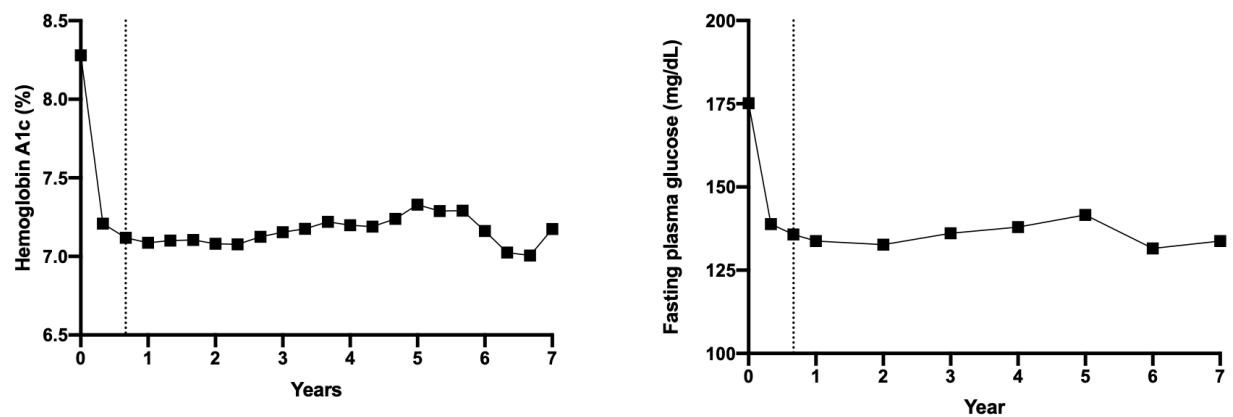 Hemoglobin A1c (%)
8.5
8.0
7.5
7.0
6.5
0 1 2 3 4 5 6 7
Years
Fasting plasma glucose (mg/dL)
200
175
150
125
100
0 1 2 3 4 5 6 7
Year